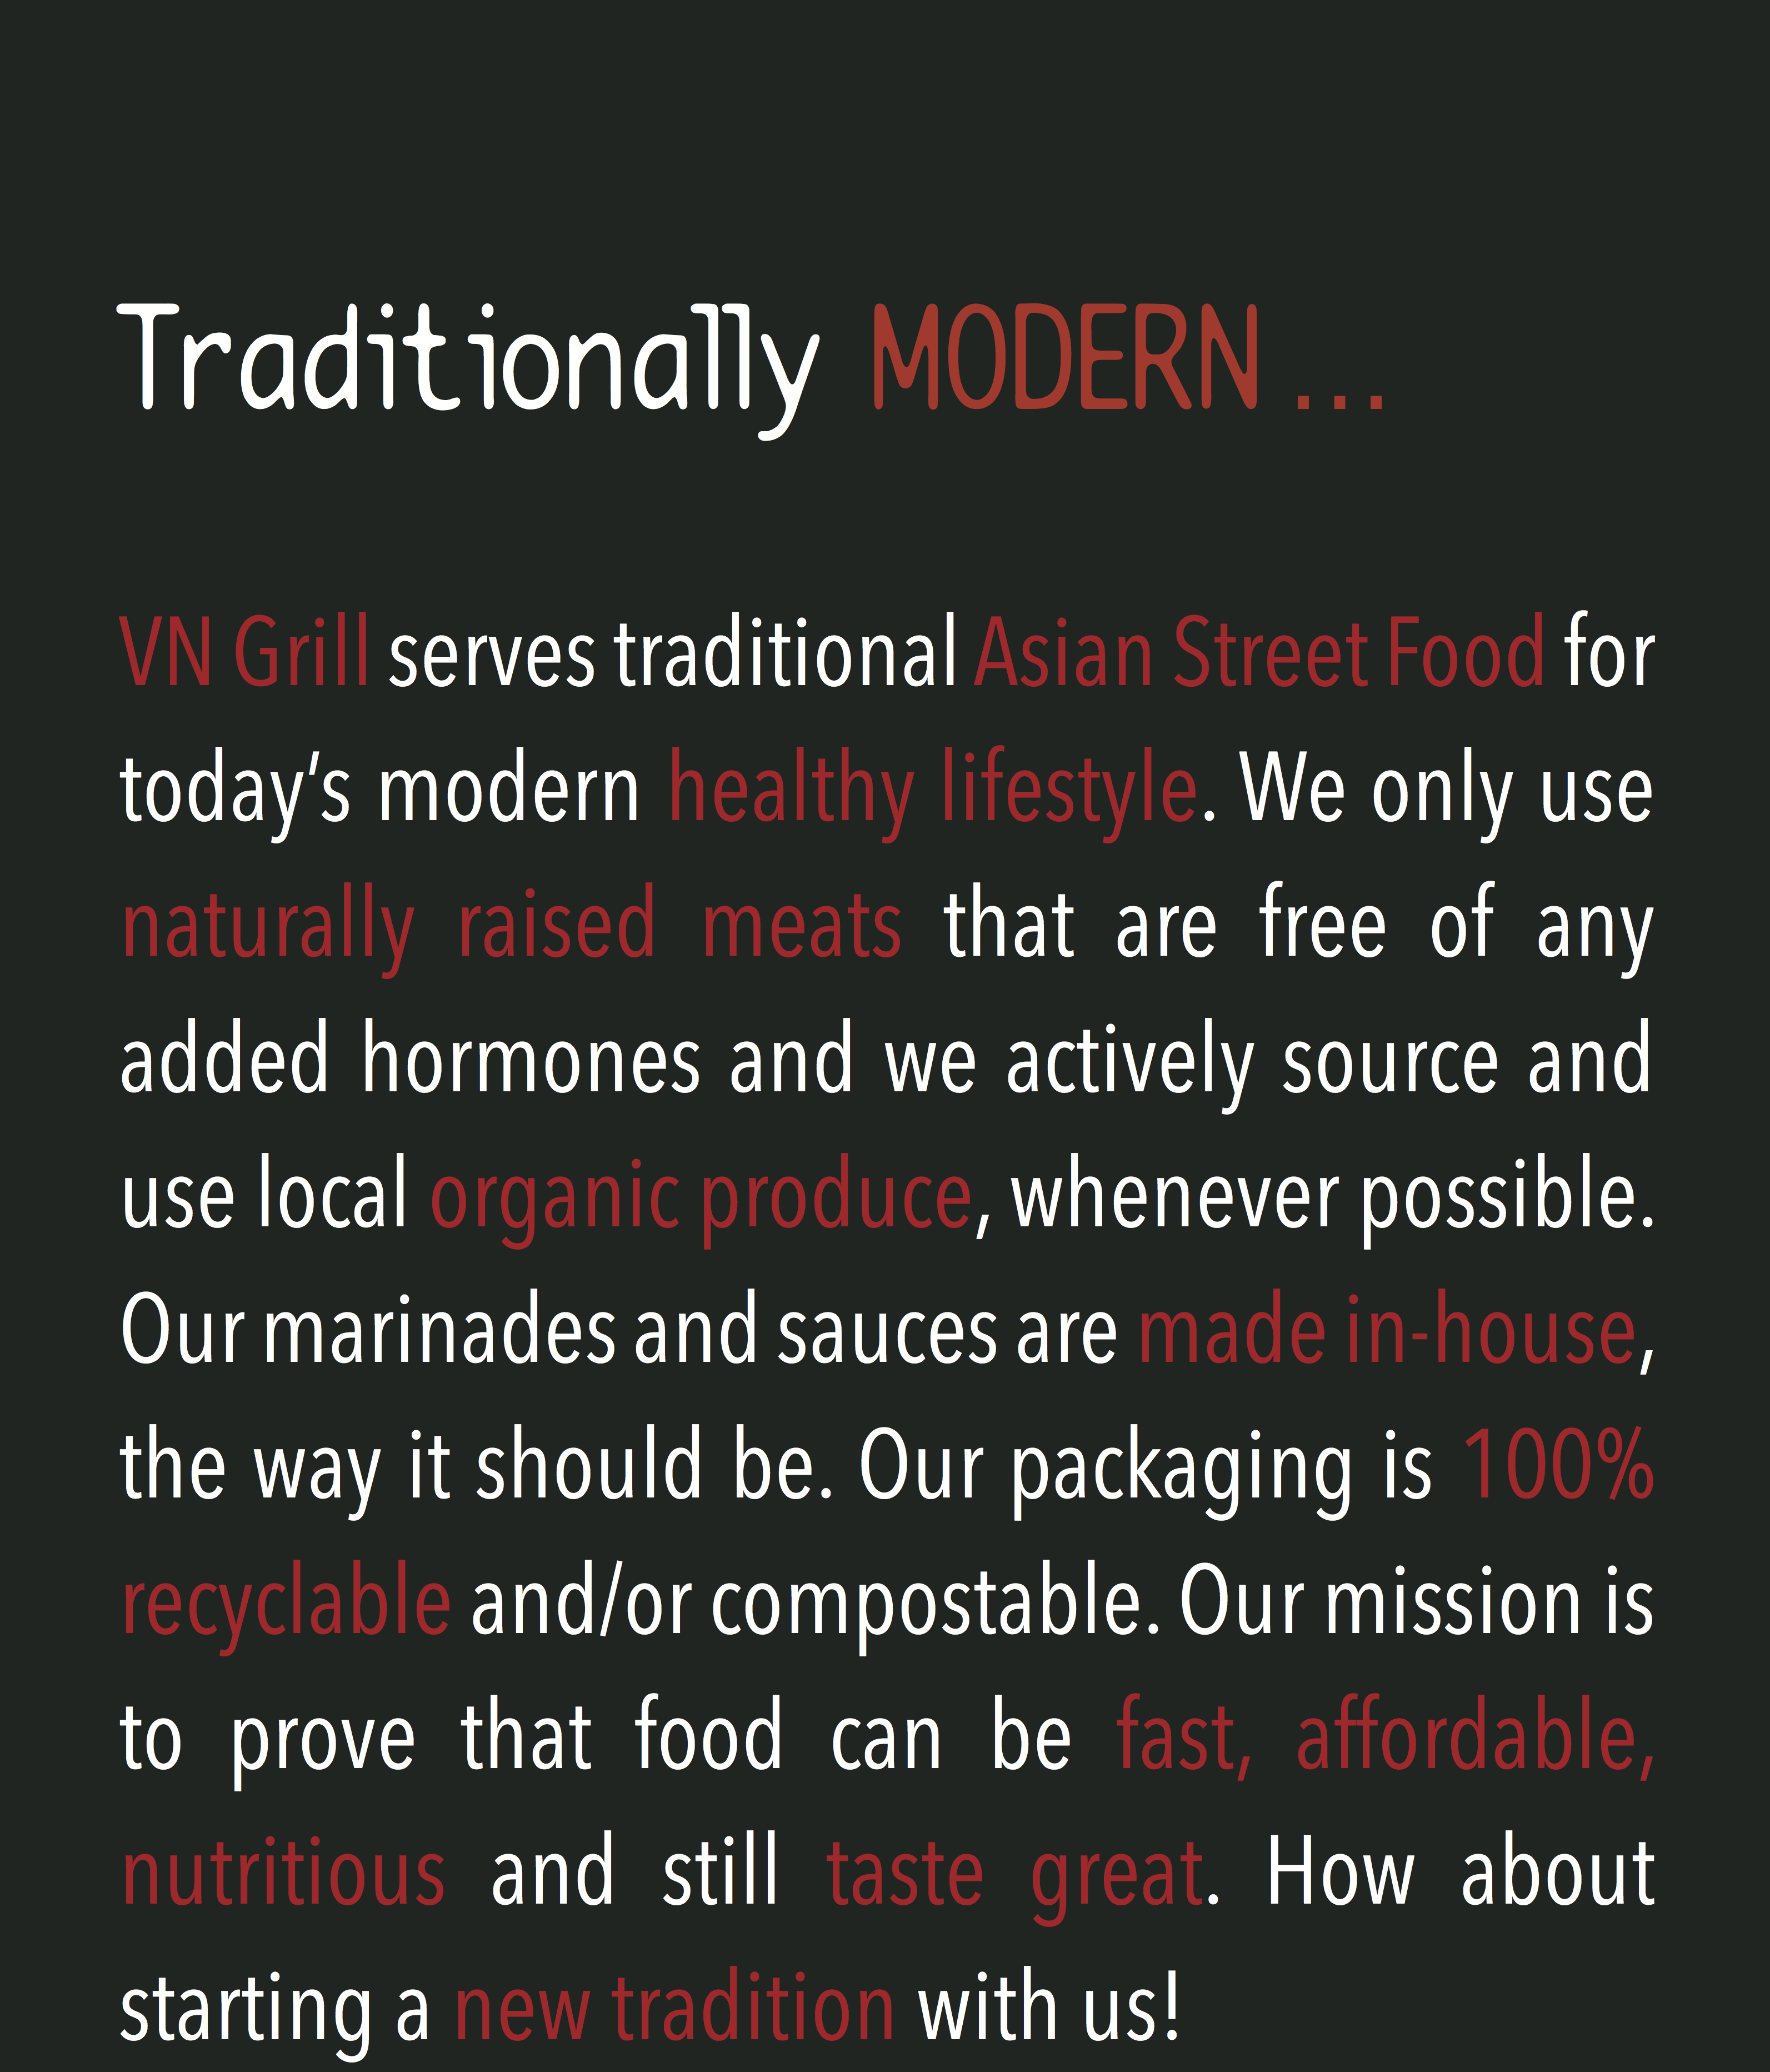 Traditionally MODERN...
VN Grill serves traditional Asian Street Food for
today's modern healthy lifestyle. We only use
naturally raised meats that are free of any
added hormones and we actively source and
use local organic produce, whenever possible.
Our marinades and sauces are made in-house,
the way it should be. Our packaging is 100%
recyclable and/or compostable. Our mission is
to prove that food can be fast, affordable,
nutritious and still taste great. How about
starting a new tradition with us!